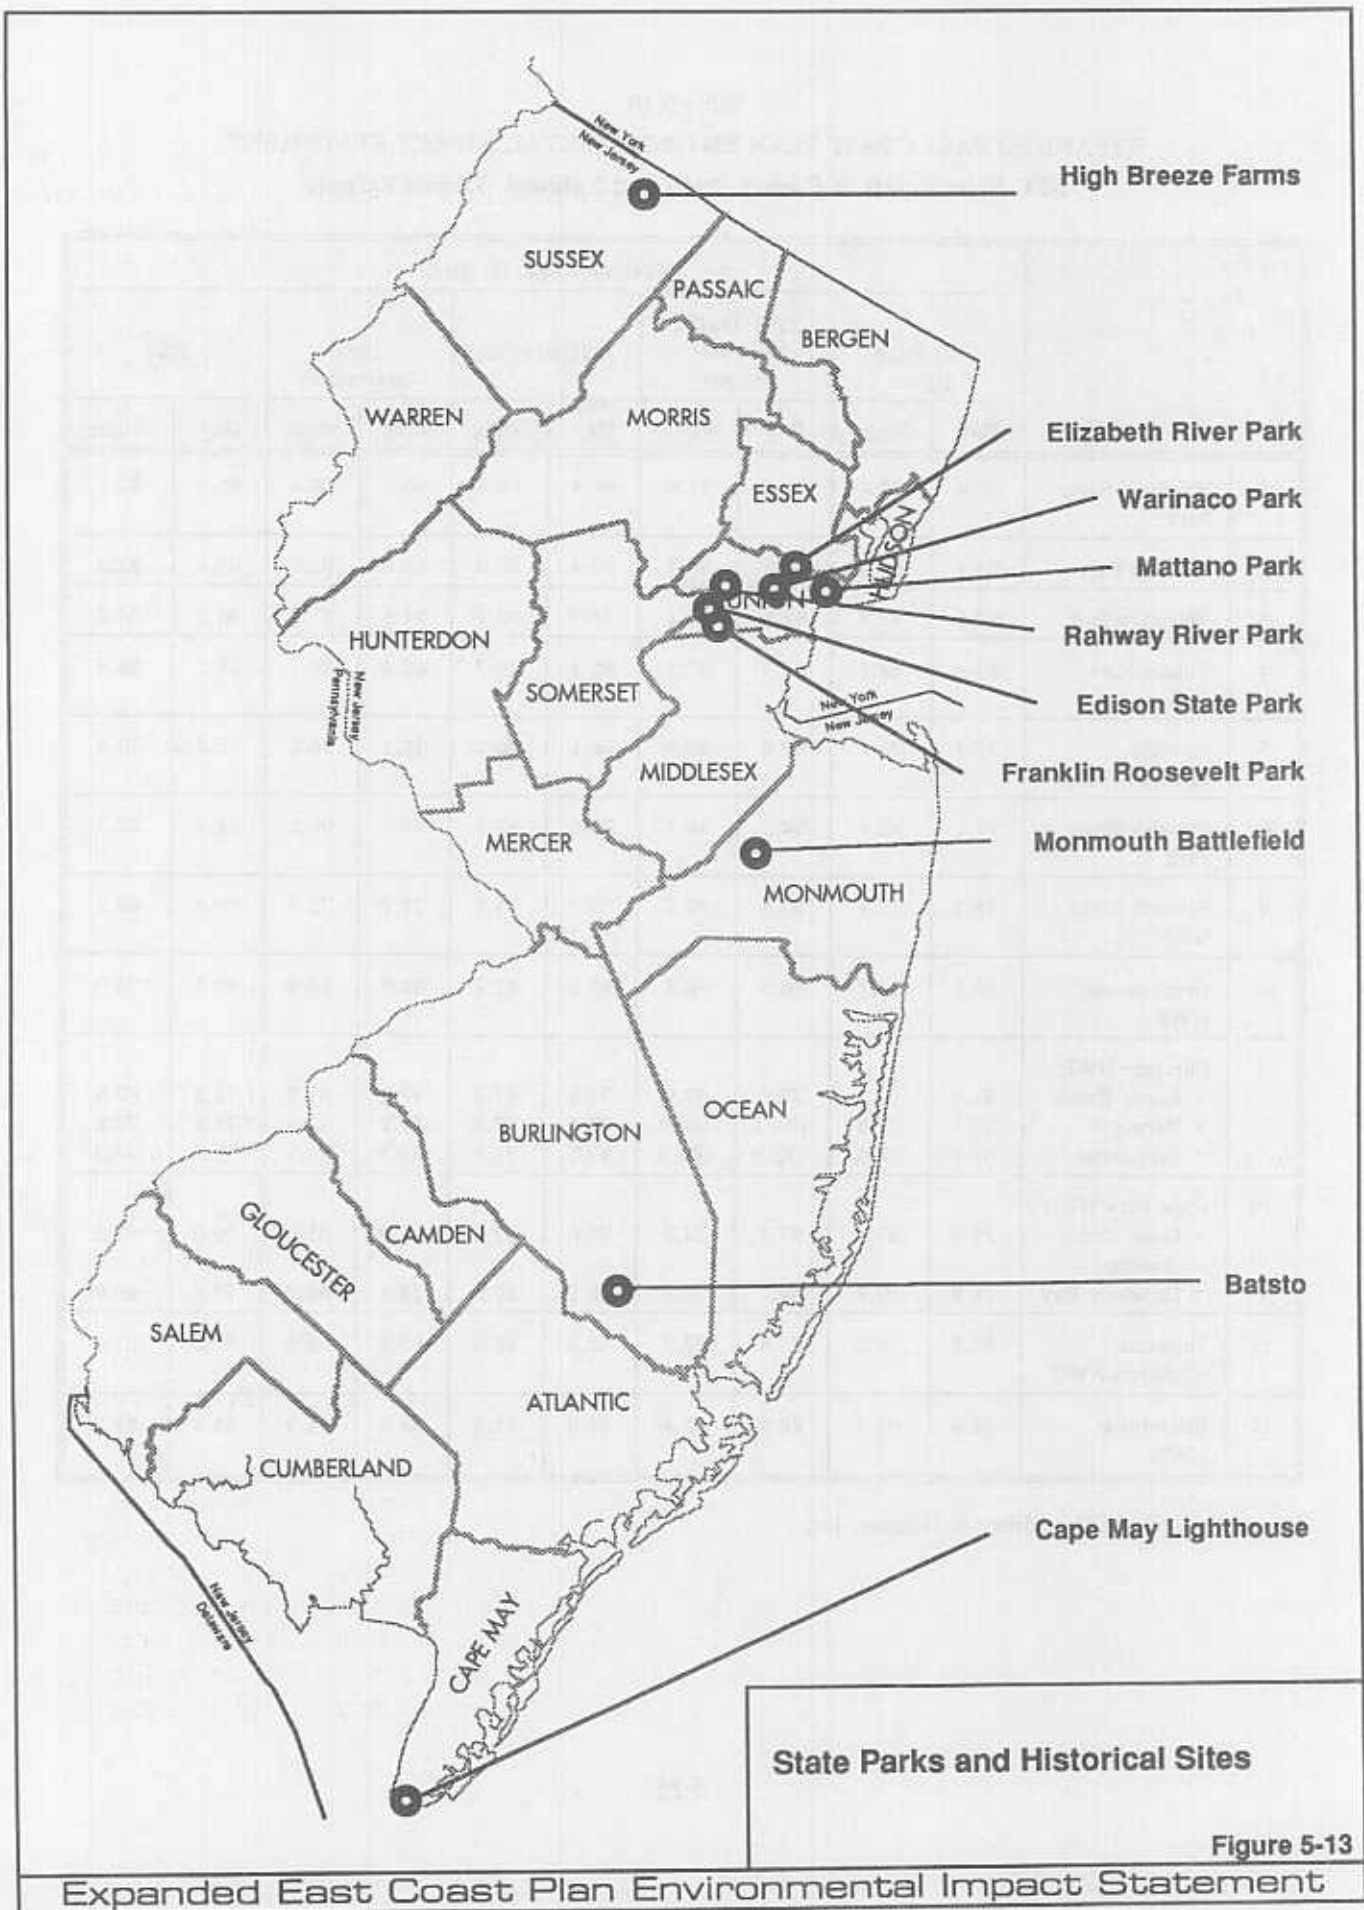 New York
New Jersey
High Breeze Farms
SUSSEX
PASSAIC
BERGEN
WARREN
MORRIS
Elizabeth River Park
ESSEX
Warinaco Park
HUDSON
Mattano Park
UNION
Rahway River Park
HUNTERDON
SOMERSET
New Jersey
Pennsylvania
Edison State Park
New York
New Jersey
Franklin Roosevelt Park
MIDDLESEX
MERCER
Monmouth Battlefield
MONMOUTH
OCEAN
BURLINGTON
GLOUCESTER
CAMDEN
Batsto
SALEM
ATLANTIC
CUMBERLAND
Cape May Lighthouse
New Jersey
Delaware
CAPE MAY
State Parks and Historical Sites
Figure 5-13
Expanded East Coast Plan Environmental Impact Statement